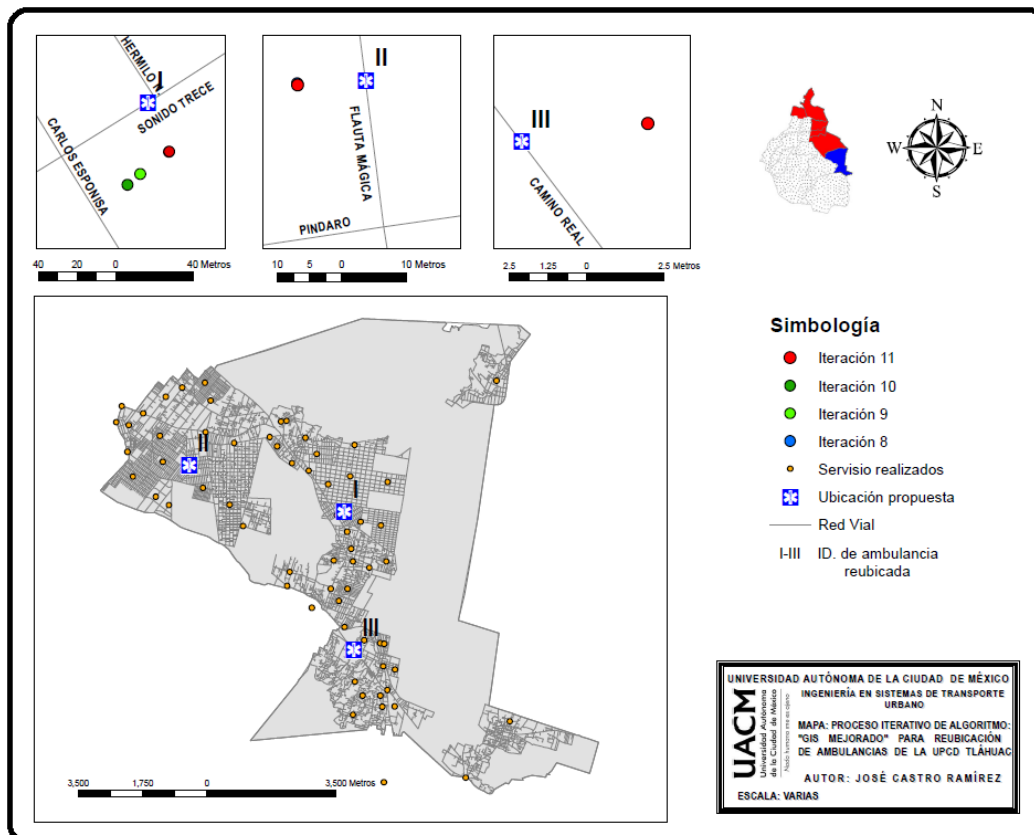 HERMILO N.
I
SONIDO TRECE
CARLOS ESPONISA
40 20 0 40 Metros
II
FLAUTA MÁGICA
PINDARO
10 5 0 10 Metros
III
CAMINO REAL
2.5 1.25 0 2.5 Metros
N
W E
S
II
I
III
3,500 1,750 0 3,500 Metros
Simbología
Iteración 11
Iteración 10
Iteración 9
Iteración 8
Servisio realizados
Ubicación propuesta
Red Vial
I-III ID. de ambulancia
reubicada
UNIVERSIDAD AUTÓNOMA DE LA CIUDAD DE MÉXICO
INGENIERÍA EN SISTEMAS DE TRANSPORTE
URBANO
UACM
Universidad Autónoma
de la Ciudad de México
Nada humano me es ajeno
MAPA: PROCESO ITERATIVO DE ALGORITMO:
"GIS MEJORADO" PARA REUBICACIÓN
DE AMBULANCIAS DE LA UPCD TLÁHUAC
AUTOR: JOSÉ CASTRO RAMÍREZ
ESCALA: VARIAS